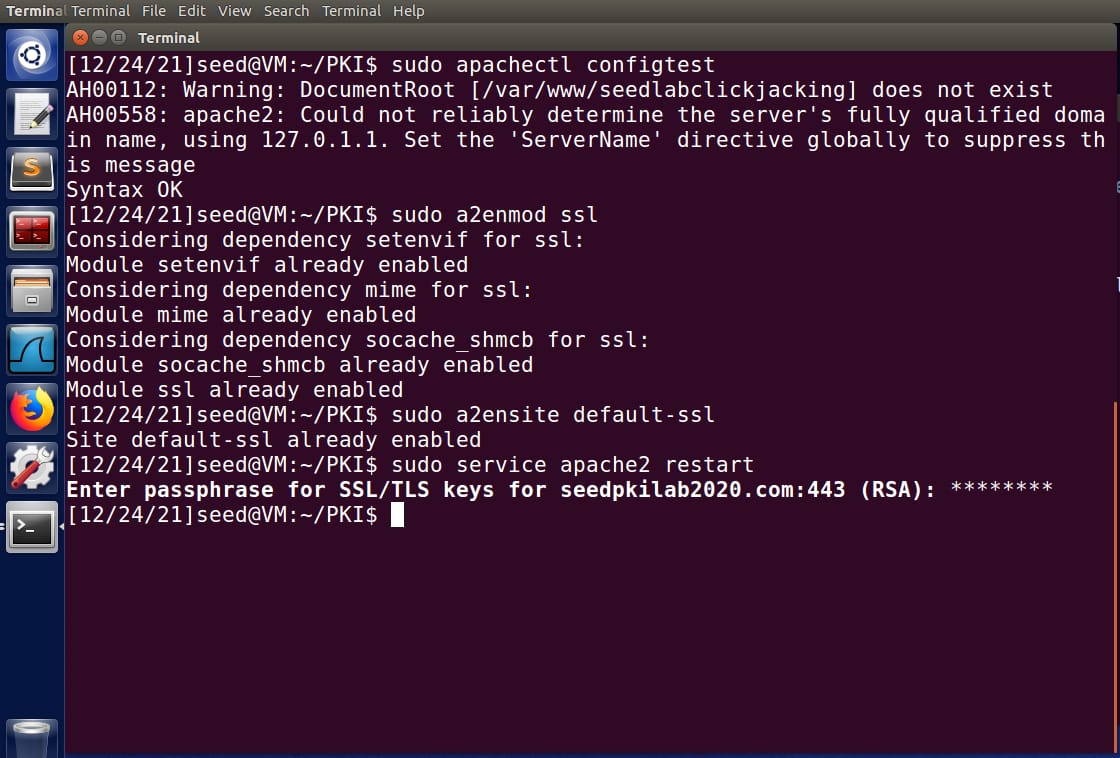 Terminal Terminal File Edit View Search Terminal Help
Terminal
[12/24/21]seed@VM:~/PKI$ sudo apachectl configtest
AH00112: Warning: DocumentRoot [/var/www/seedlabclickjacking] does not exist
AH00558: apache2: Could not reliably determine the server's fully qualified doma
in name, using 127.0.1.1. Set the 'ServerName' directive globally to suppress th
is message
Syntax OK
[12/24/21]seed@VM:~/PKI$ sudo a2enmod ssl
Considering dependency setenvif for ssl:
Module setenvif already enabled
Considering dependency mime for ssl:
Module mime already enabled
Considering dependency socache_shmcb for ssl:
Module socache_shmcb already enabled
Module ssl already enabled
[12/24/21]seed@VM:~/PKI$ sudo a2ensite default-ssl
Site default-ssl already enabled
[12/24/21]seed@VM:~/PKI$ sudo service apache2 restart
Enter passphrase for SSL/TLS keys for seedpkilab2020.com:443 (RSA): ********
[12/24/21]seed@VM:~/PKI$